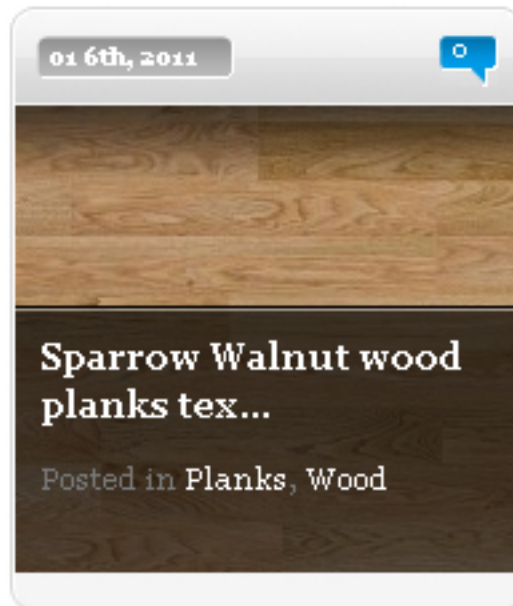 01 6th, 2011
0
Sparrow Walnut wood
planks tex...
Posted in Planks, Wood